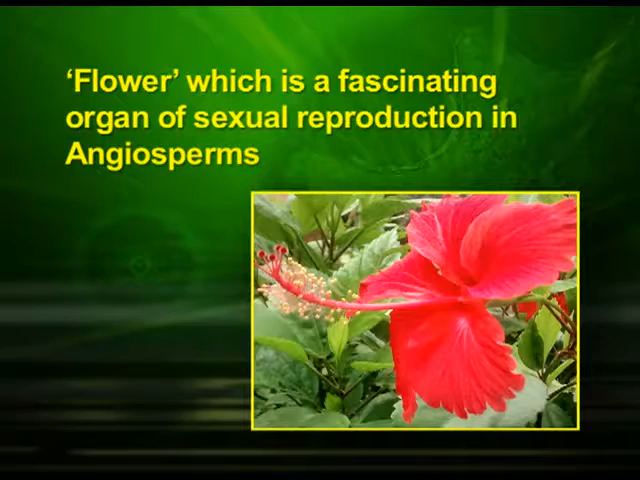 ‘Flower’ which is a fascinating
organ of sexual reproduction in
Angiosperms